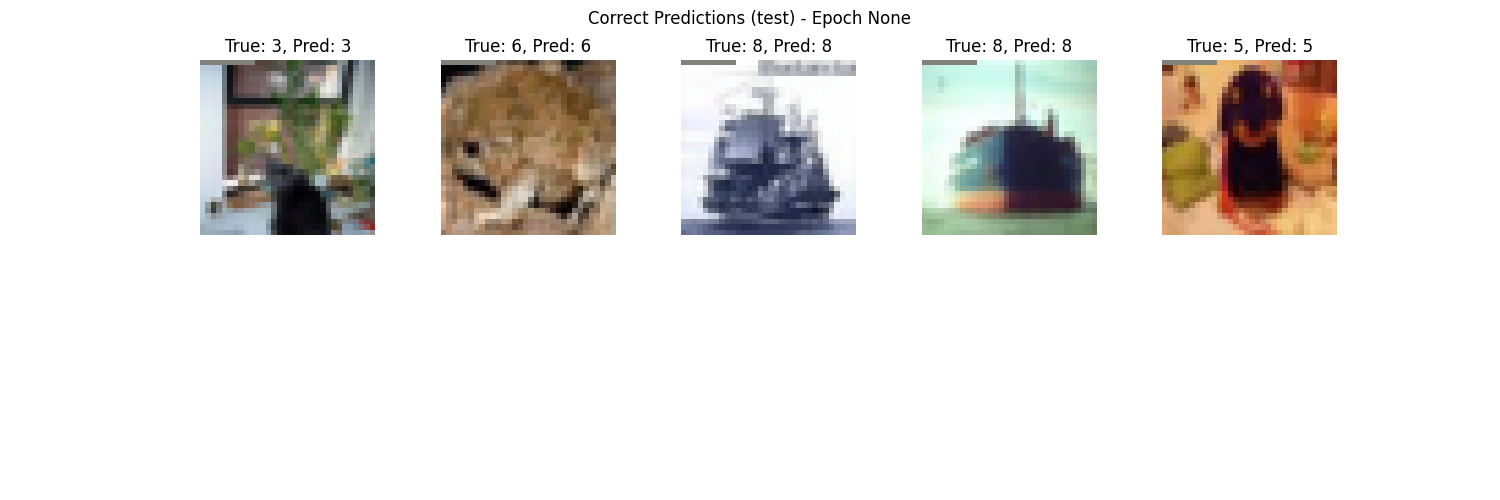 Correct Predictions (test) - Epoch None
True: 3, Pred: 3
True: 6, Pred: 6
True: 8, Pred: 8
True: 8, Pred: 8
True: 5, Pred: 5